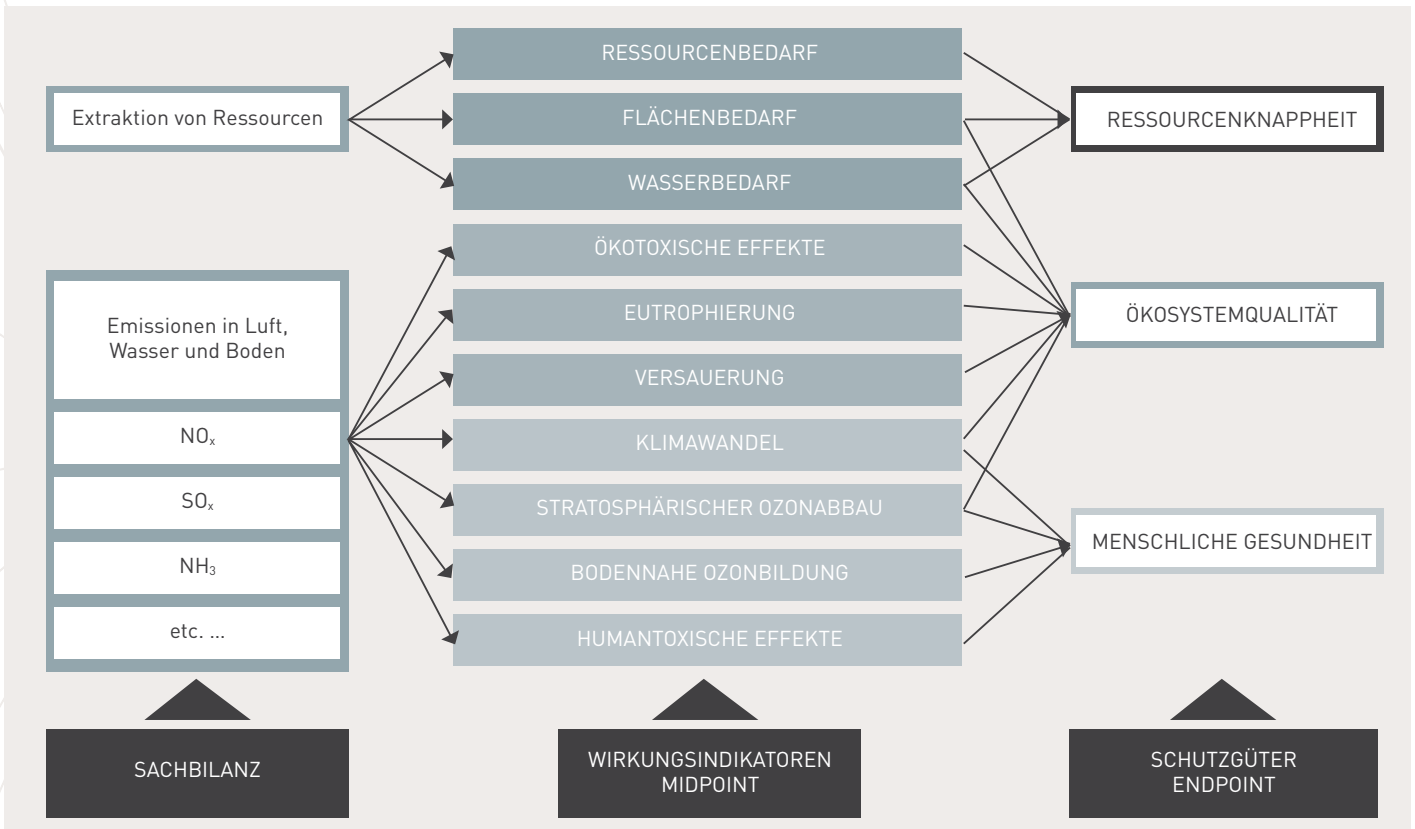 Extraktion von Ressourcen
Emissionen in Luft,
Wasser und Boden
NOₓ
SOₓ
NH₃
etc. ...
SACHBILANZ
RESSOURCENBEDARF
FLÄCHENBEDARF
WASSERBEDARF
ÖKOTOXISCHE EFFEKTE
EUTROPHIERUNG
VERSAUERUNG
KLIMAWANDEL
STRATOSPHÄRISCHER OZONABBAU
BODENNAHE OZONBILDUNG
HUMANTOXISCHE EFFEKTE
WIRKUNGSINDIKATOREN
MIDPOINT
RESSOURCENKNAPPHEIT
ÖKOSYSTEMQUALITÄT
MENSCHLICHE GESUNDHEIT
SCHUTZGÜTER
ENDPOINT